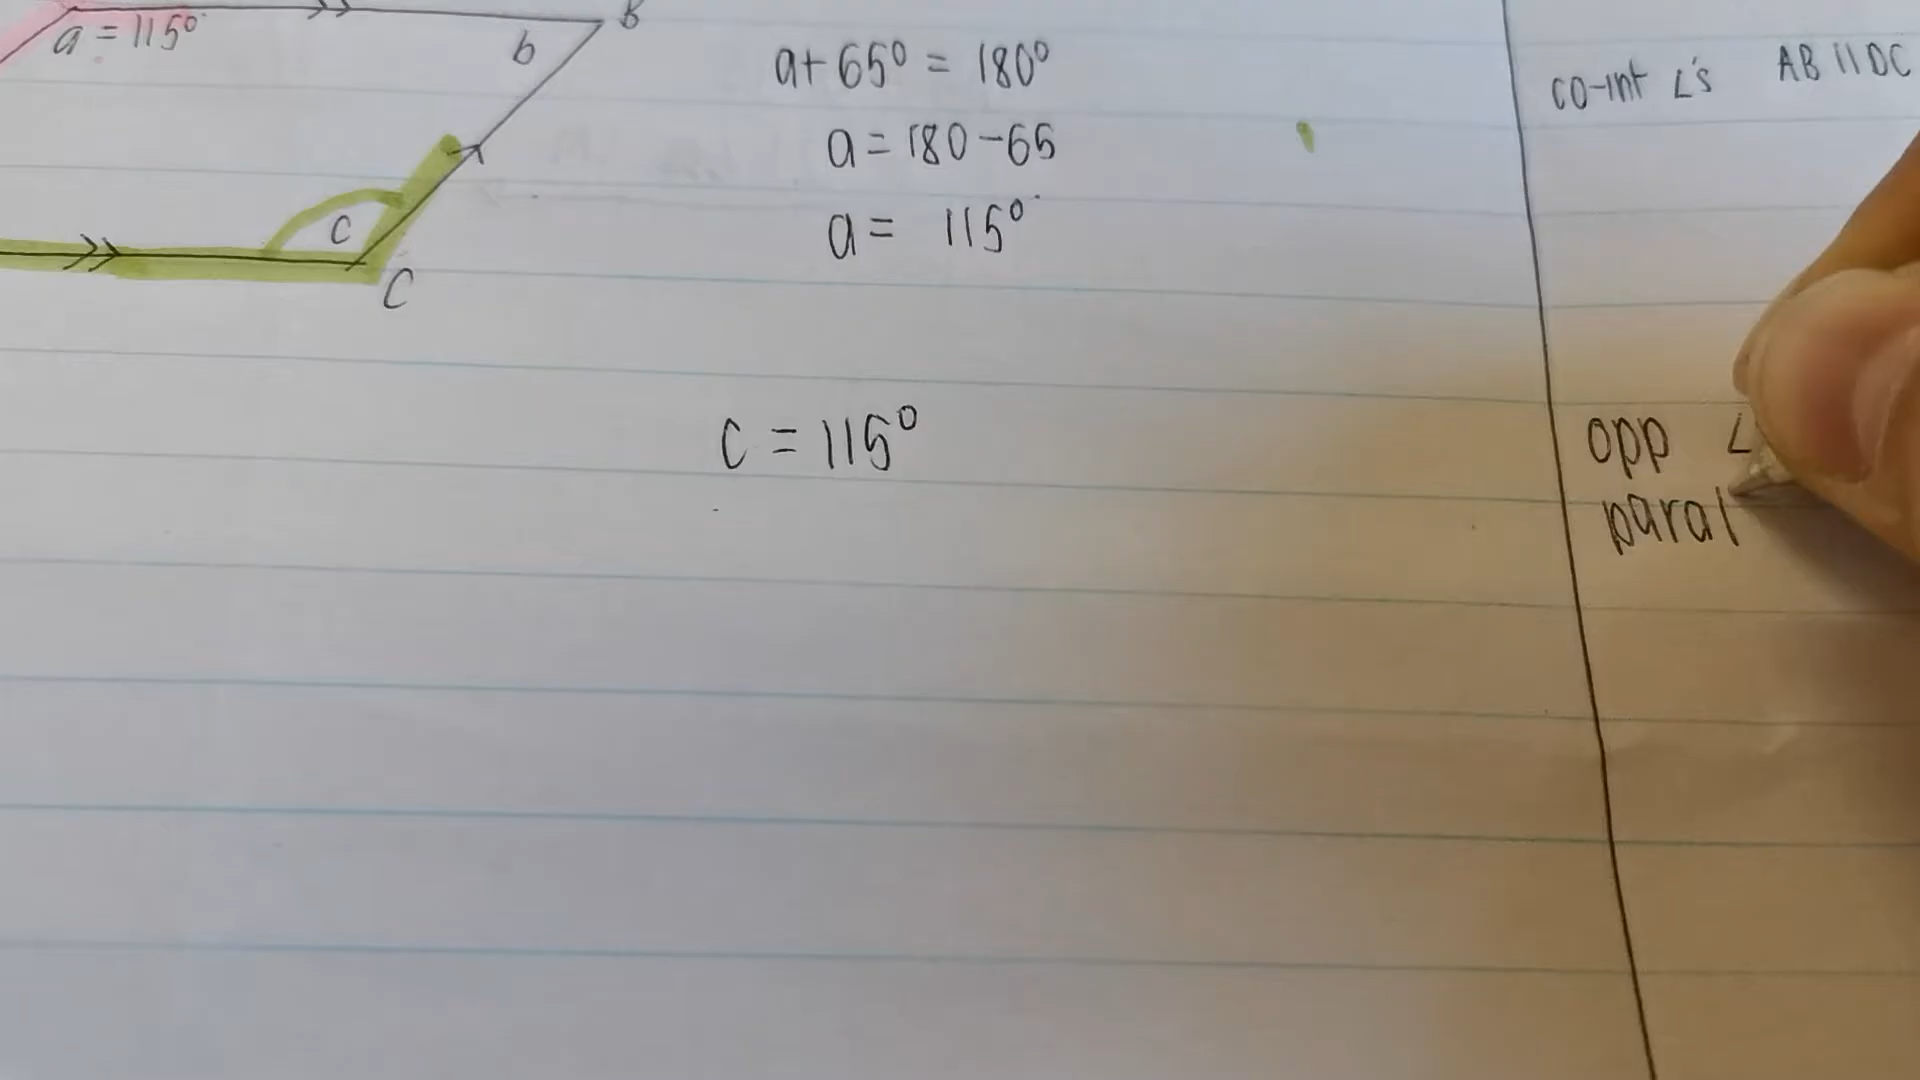 a = 115°
b
B
c
C
a + 65° = 180°
a = 180 - 65
a = 115°
c = 115°
co-int ∠'s AB || DC
opp ∠
paral